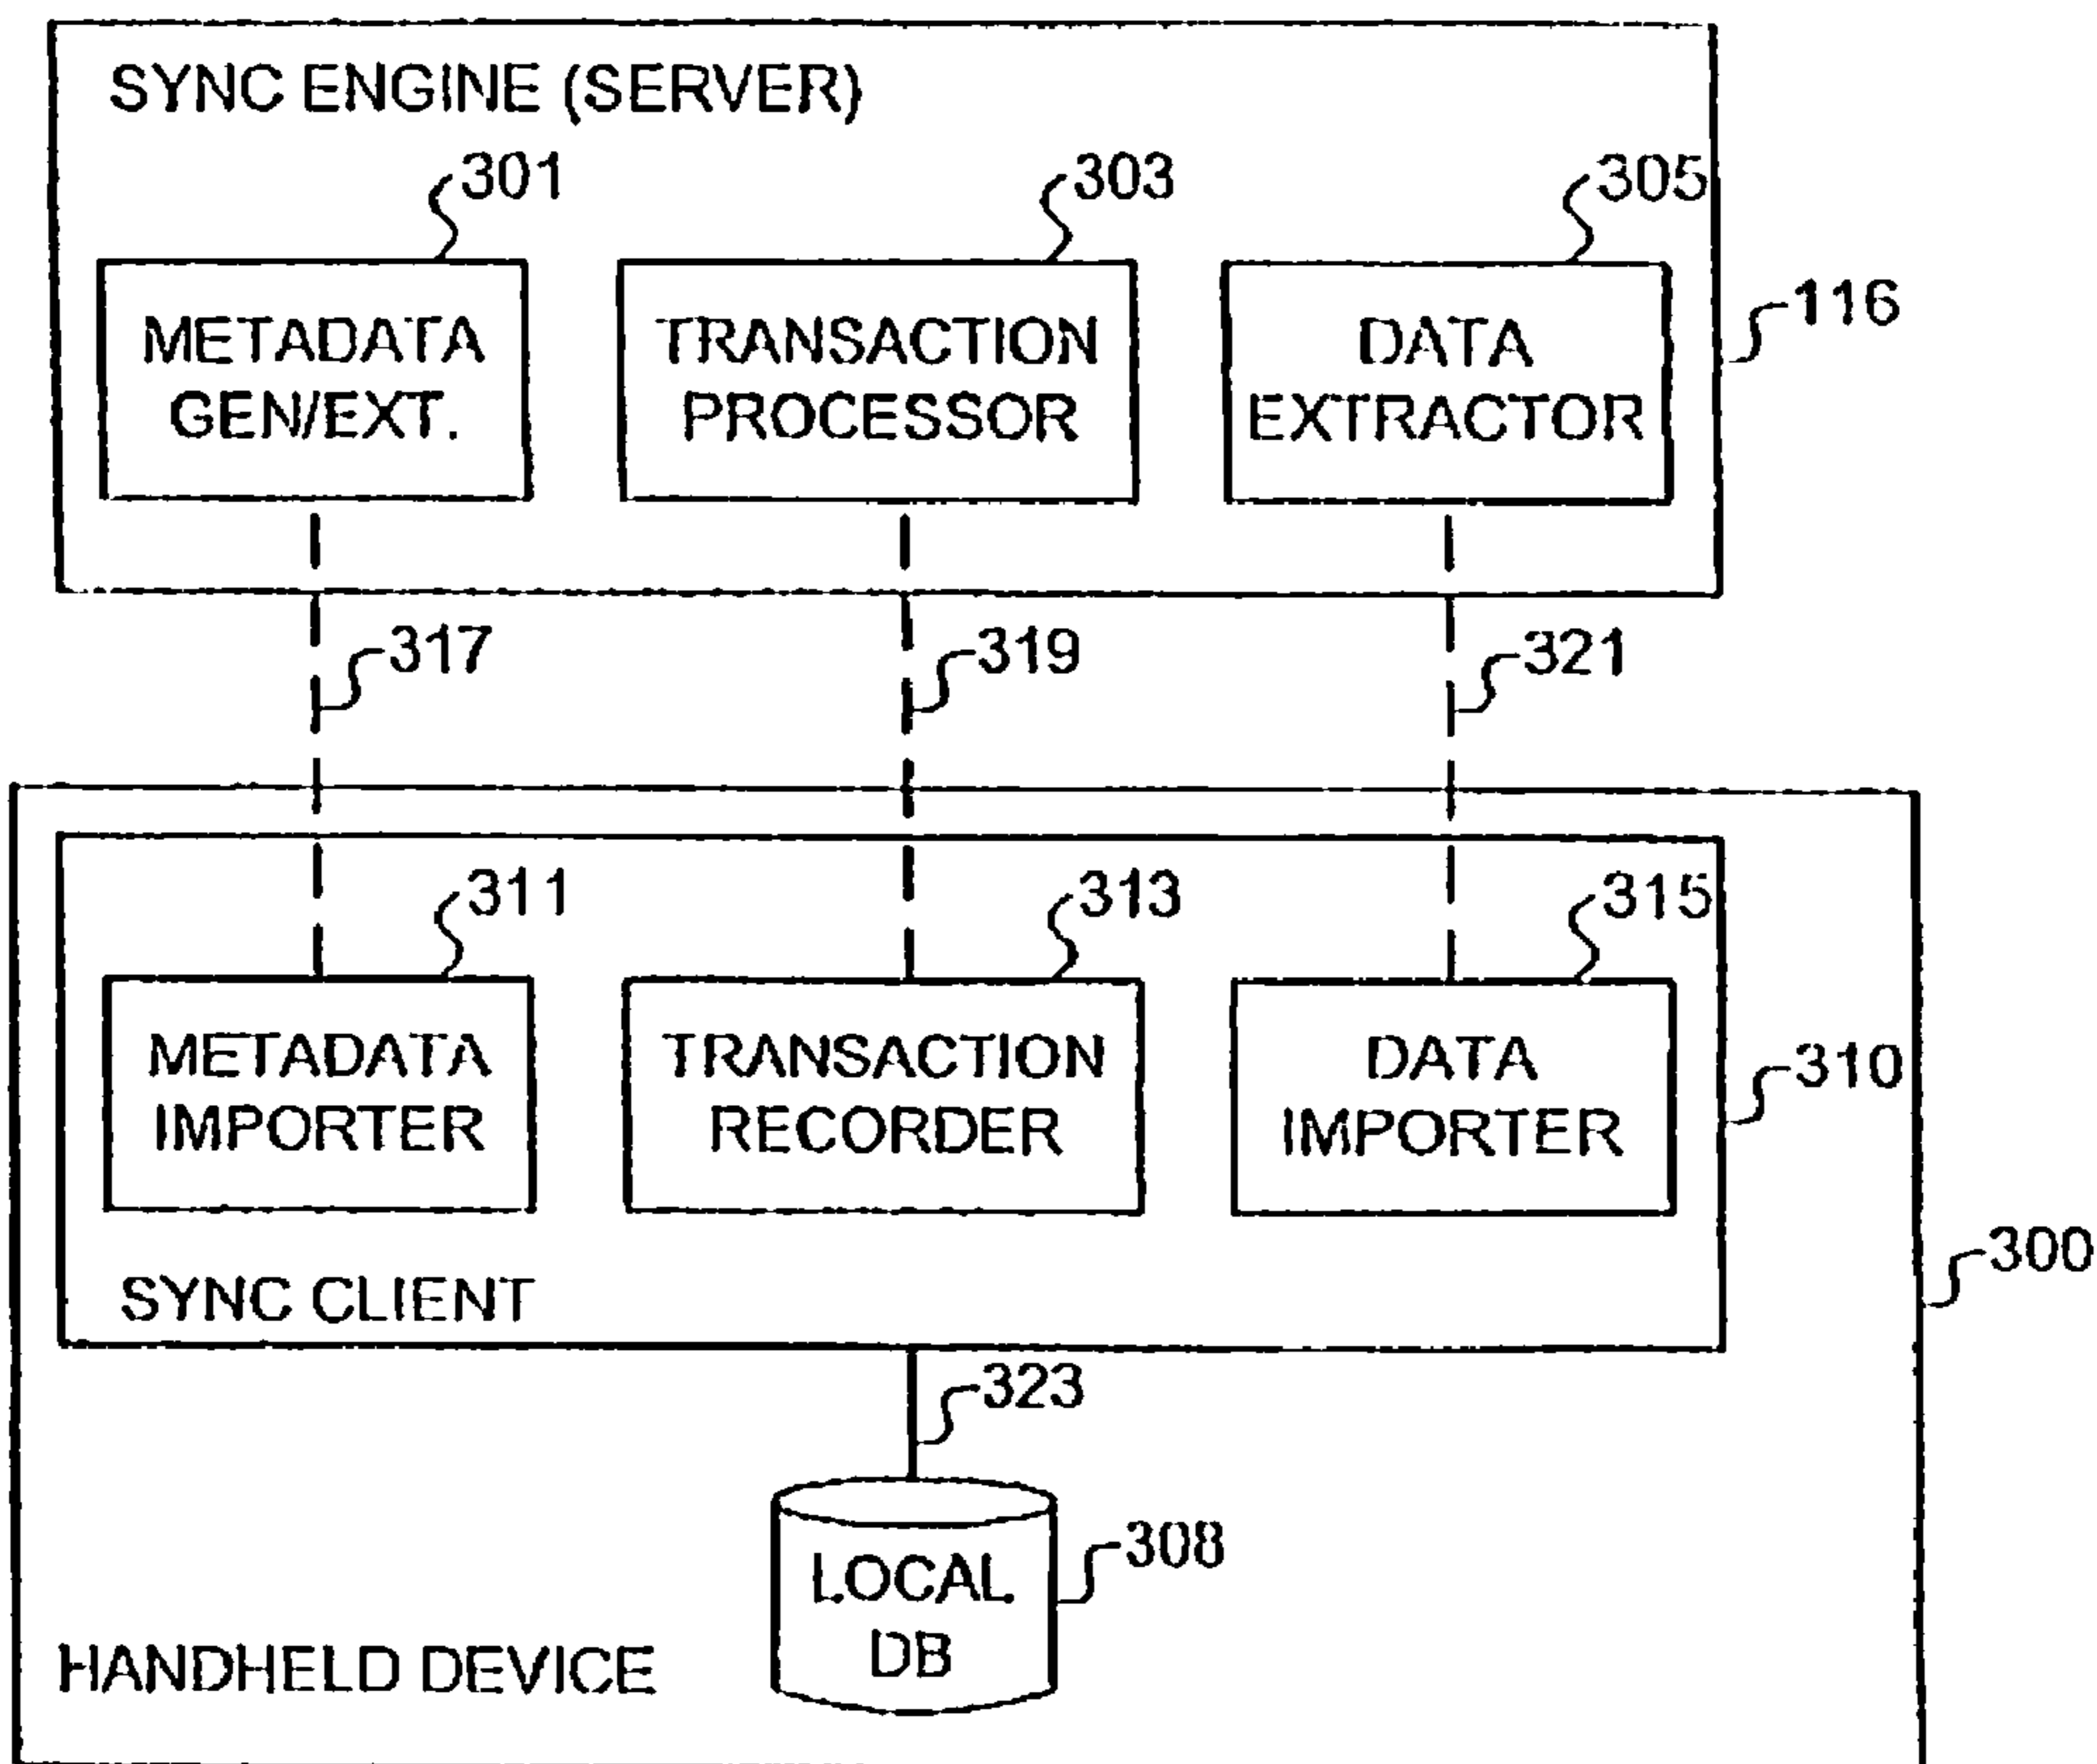 SYNC ENGINE (SERVER)
301
303
305
METADATA
GEN/EXT.
TRANSACTION
PROCESSOR
DATA
EXTRACTOR
116
317
319
321
311
313
315
METADATA
IMPORTER
TRANSACTION
RECORDER
DATA
IMPORTER
310
SYNC CLIENT
300
323
LOCAL
DB
308
HANDHELD DEVICE